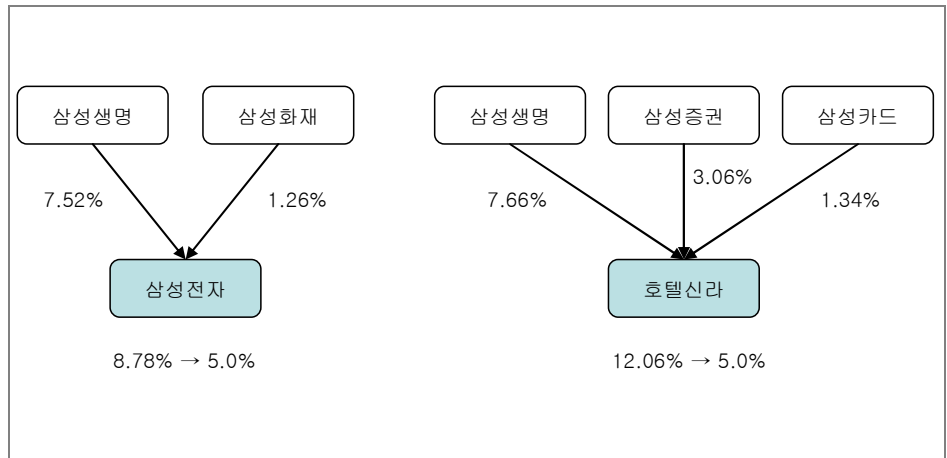 삼성생명
삼성화재
7.52%
1.26%
삼성전자
8.78% → 5.0%
삼성생명
삼성증권
삼성카드
7.66%
3.06%
1.34%
호텔신라
12.06% → 5.0%